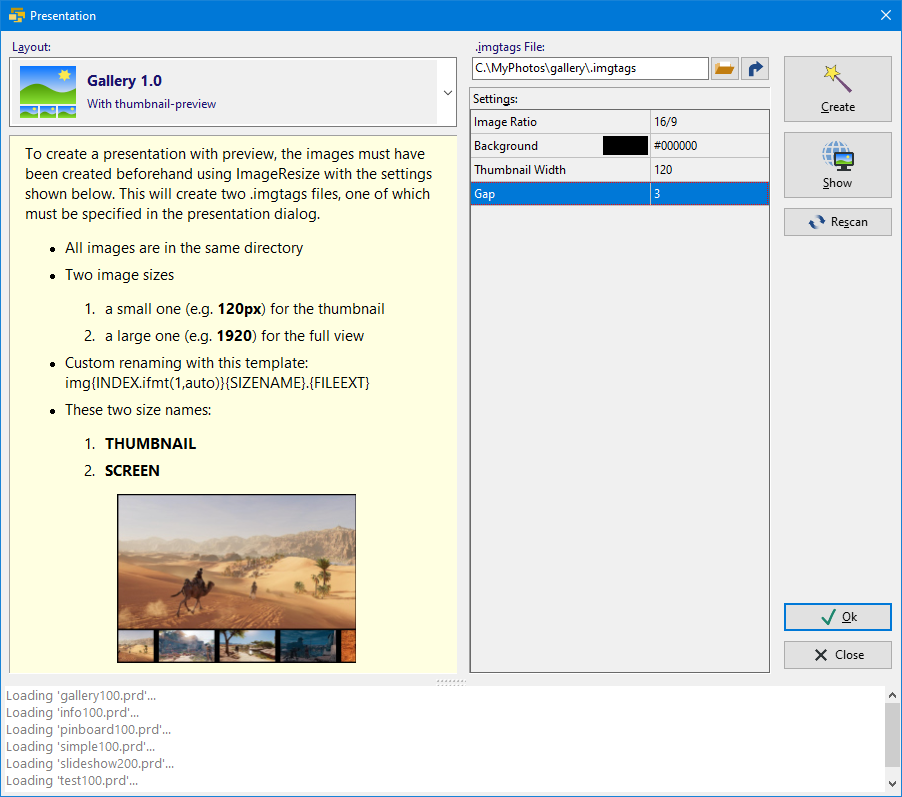 Presentation
Layout:
Gallery 1.0
With thumbnail-preview
To create a presentation with preview, the images must have
been created beforehand using ImageResize with the settings
shown below. This will create two .imgtags files, one of which
must be specified in the presentation dialog.
All images are in the same directory
Two image sizes
1. a small one (e.g. 120px) for the thumbnail
2. a large one (e.g. 1920) for the full view
Custom renaming with this template:
img{INDEX.ifmt(1,auto)}{SIZENAME}.{FILEEXT}
These two size names:
1. THUMBNAIL
2. SCREEN
.imgtags File:
C:\MyPhotos\gallery\.imgtags
Settings:
Image Ratio 16/9
Background #000000
Thumbnail Width 120
Gap 3
Create
Show
Rescan
Ok
Close
Loading 'gallery100.prd'...
Loading 'info100.prd'...
Loading 'pinboard100.prd'...
Loading 'simple100.prd'...
Loading 'slideshow200.prd'...
Loading 'test100.prd'...